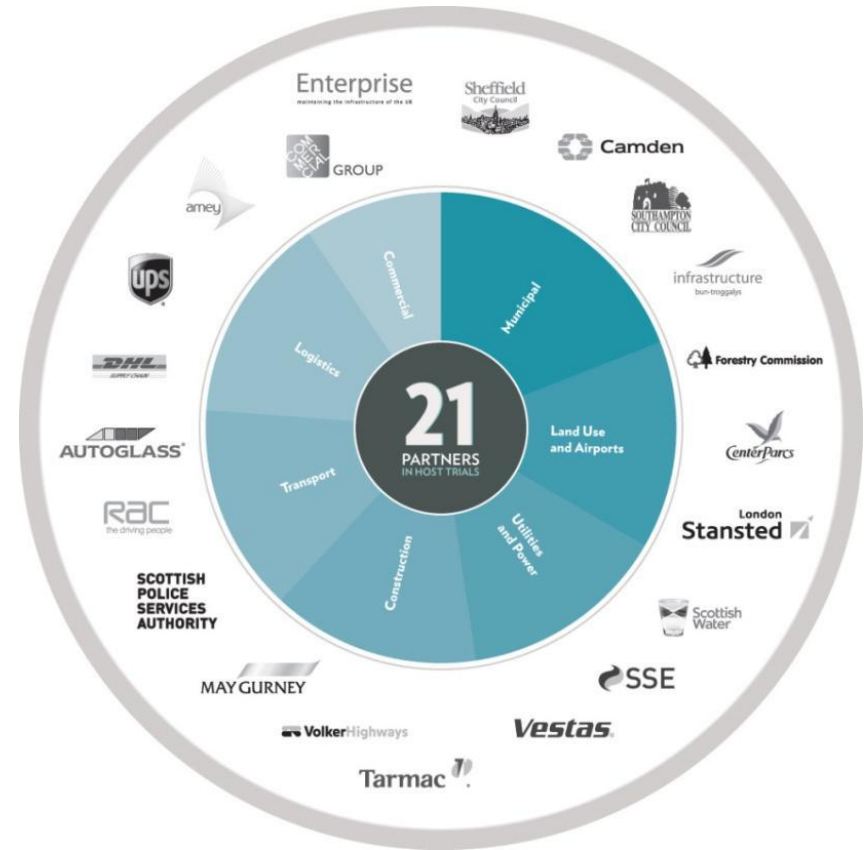 Enterprise
maintaining the infrastructure of the UK
Sheffield
City Council
COMMERCIAL
GROUP
Camden
amey
SOUTHAMPTON
CITY COUNCIL
ups
infrastructure
bun-troggalys
Commercial
Municipal
Logistics
DHL
SUPPLY CHAIN
Forestry Commission
21
PARTNERS
IN HOST TRIALS
Land Use
and Airports
AUTOGLASS®
CenterParcs
Transport
Utilities
and Power
Construction
RAC
the driving people
London
Stansted
SCOTTISH
POLICE
SERVICES
AUTHORITY
Scottish
Water
MAY GURNEY
SSE
VolkerHighways
Vestas.
Tarmac